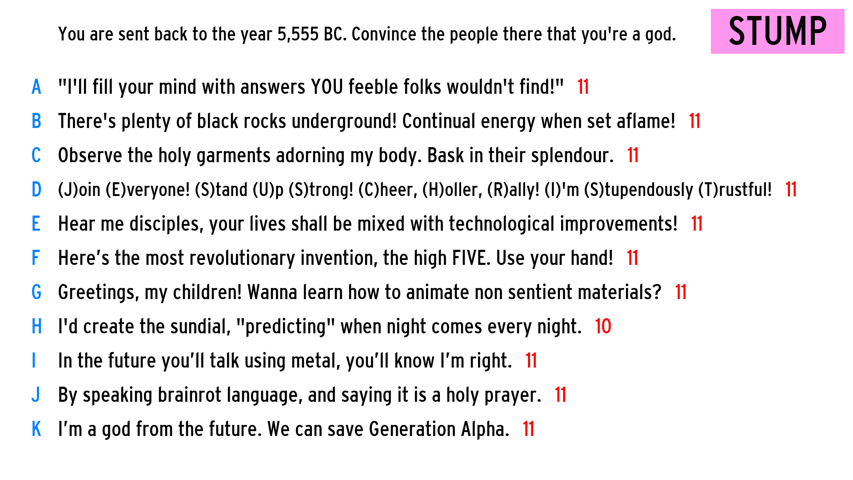 You are sent back to the year 5,555 BC. Convince the people there that you're a god.
STUMP
A "I'll fill your mind with answers YOU feeble folks wouldn't find!" 11
B There's plenty of black rocks underground! Continual energy when set aflame! 11
C Observe the holy garments adorning my body. Bask in their splendour. 11
D (J)oin (E)veryone! (S)tand (U)p (S)trong! (C)heer, (H)oller, (R)ally! (I)'m (S)tupendously (T)rustful! 11
E Hear me disciples, your lives shall be mixed with technological improvements! 11
F Here’s the most revolutionary invention, the high FIVE. Use your hand! 11
G Greetings, my children! Wanna learn how to animate non sentient materials? 11
H I'd create the sundial, "predicting" when night comes every night. 10
I In the future you’ll talk using metal, you’ll know I’m right. 11
J By speaking brainrot language, and saying it is a holy prayer. 11
K I’m a god from the future. We can save Generation Alpha. 11